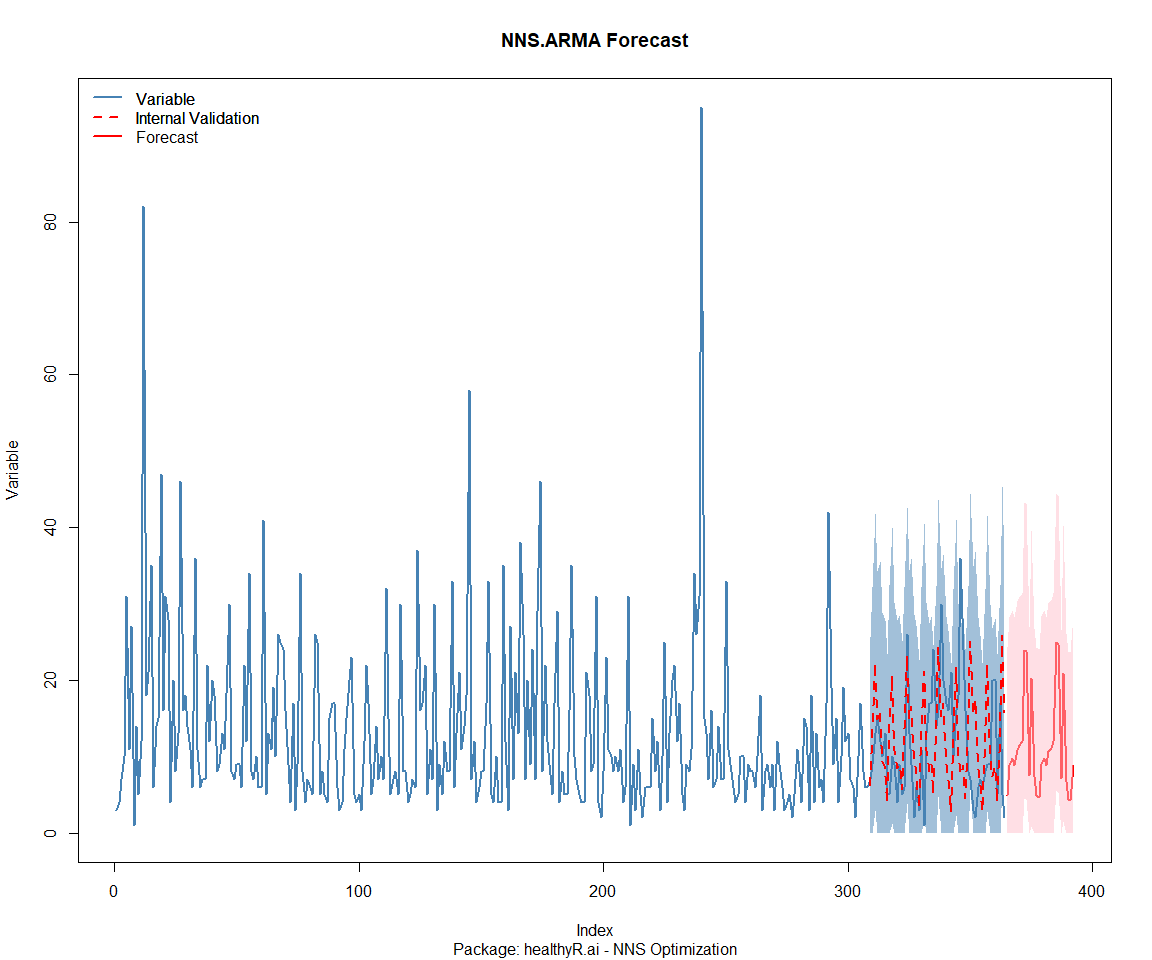 NNS.ARMA Forecast
Variable
Internal Validation
Forecast
Variable
80
60
40
20
0
0 100 200 300 400
Index
Package: healthyR.ai - NNS Optimization